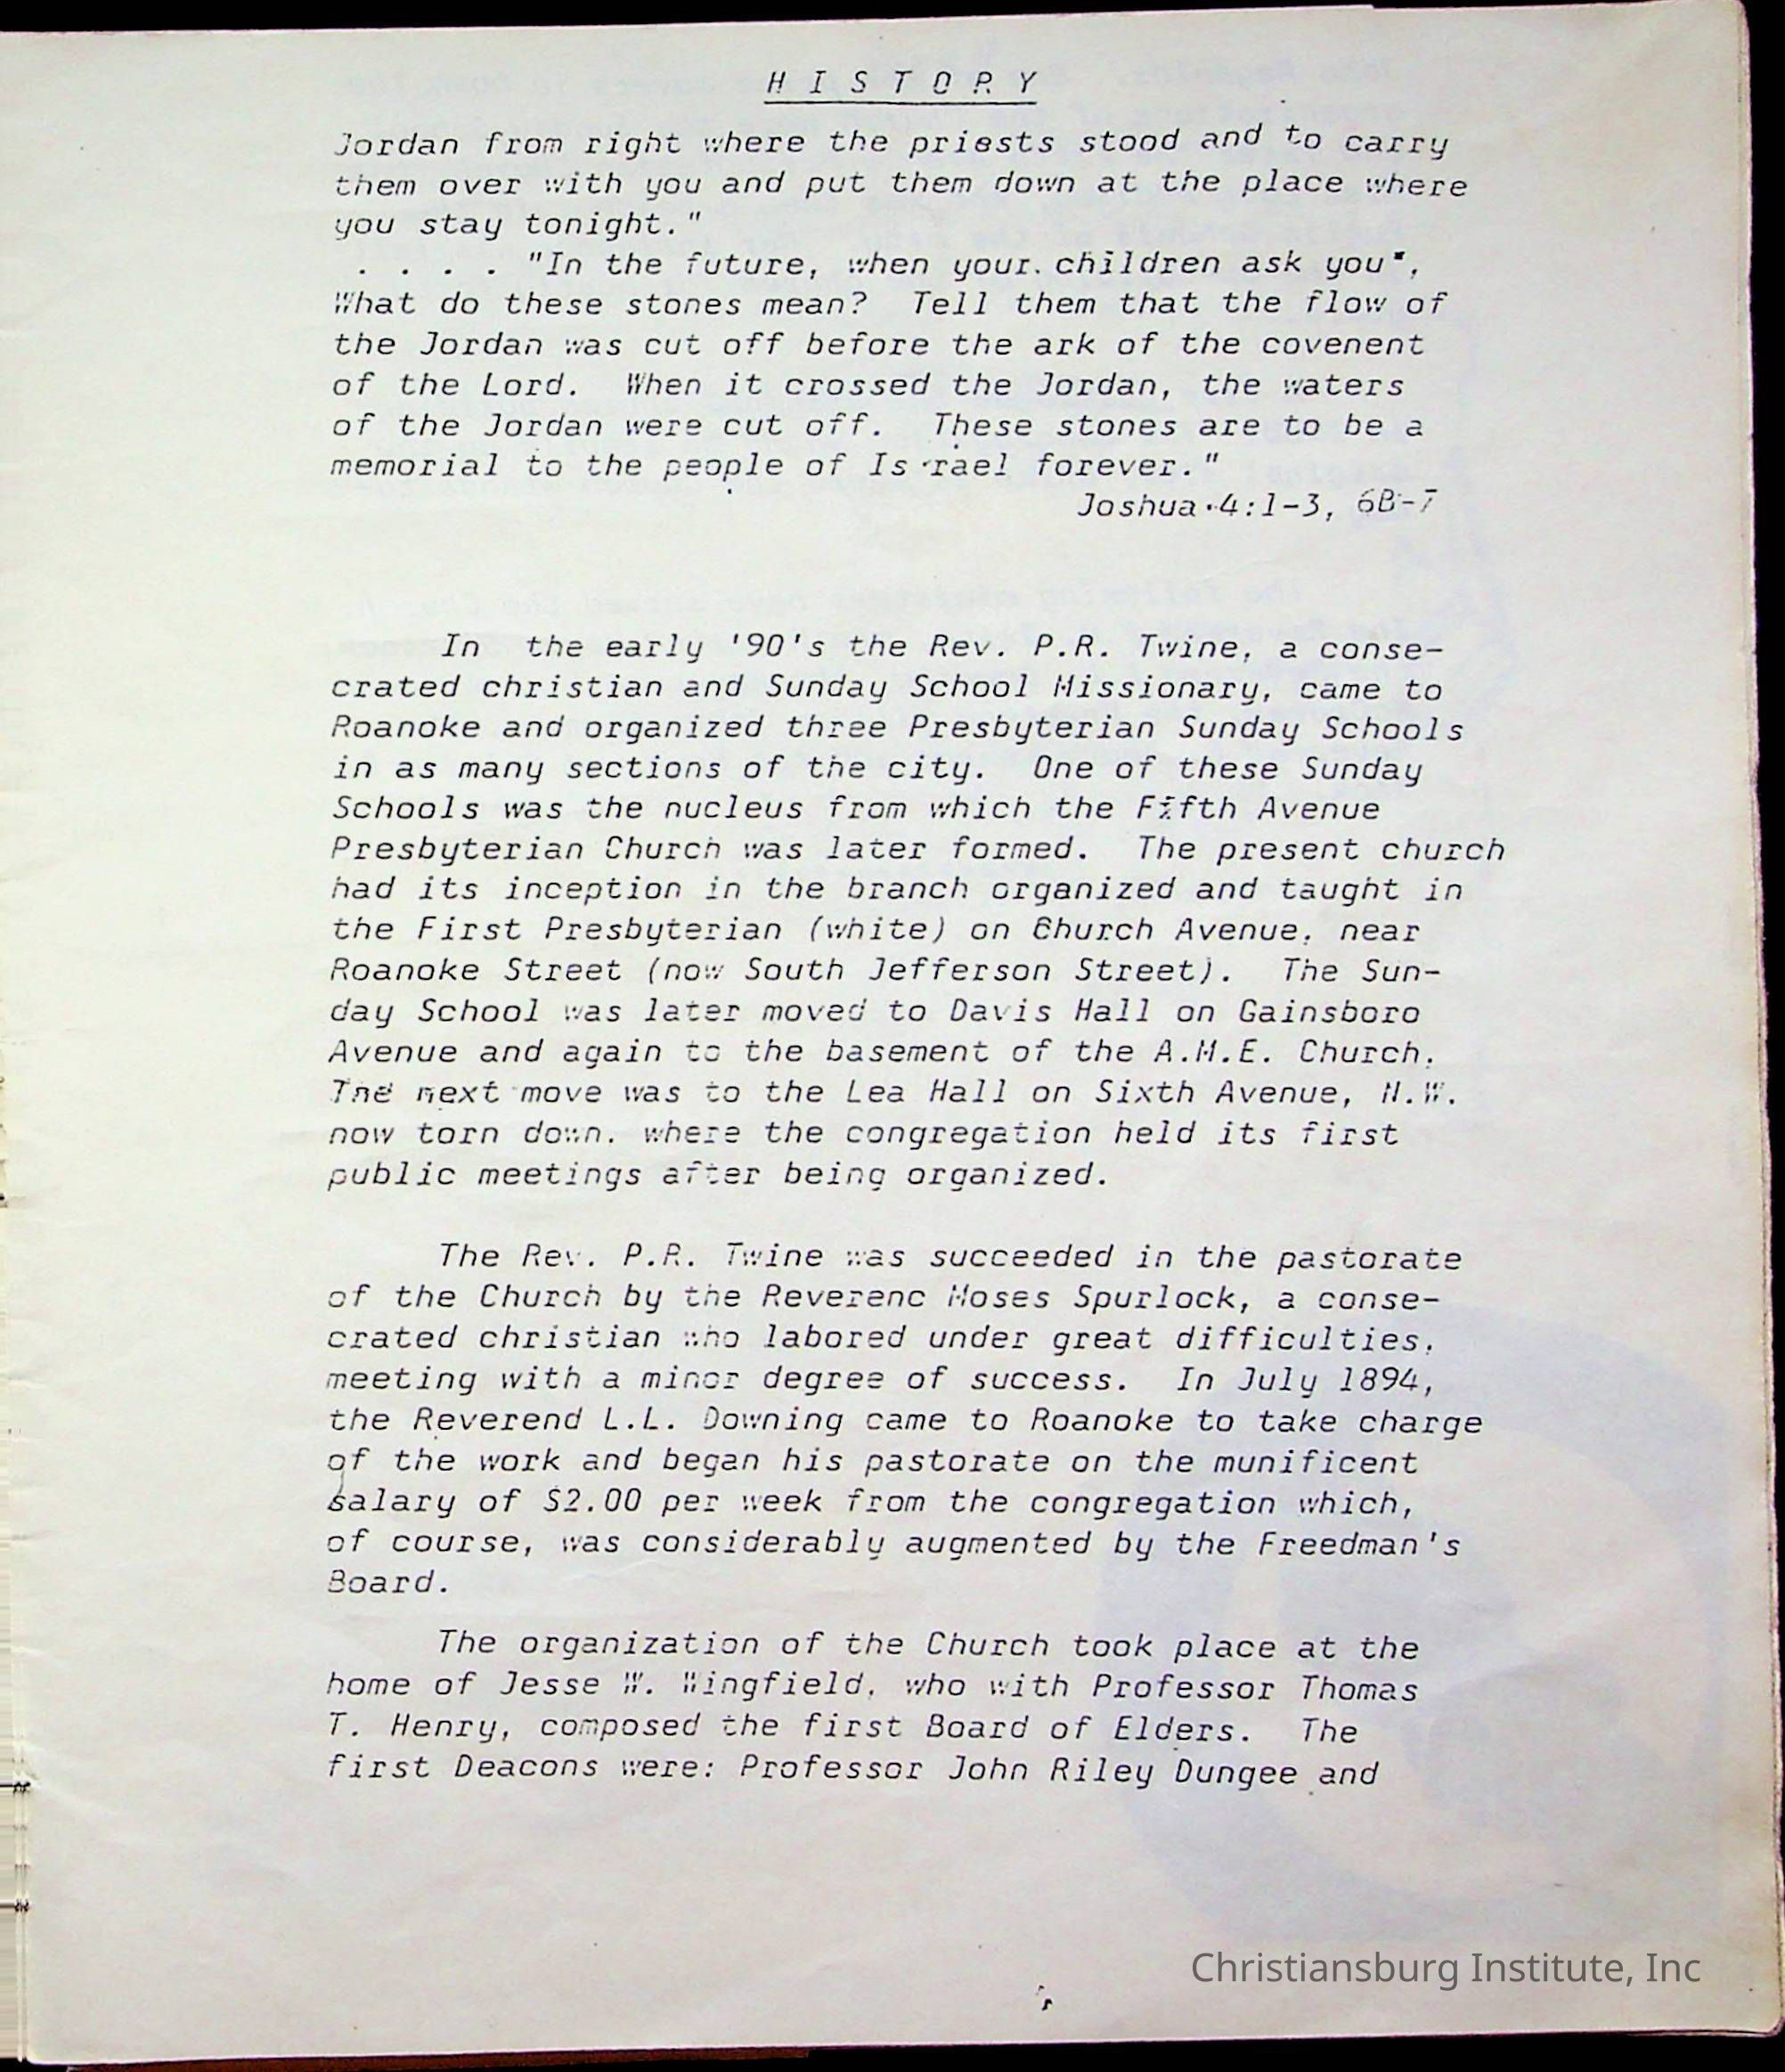 H I S T O R Y
Jordan from right where the priests stood and to carry
them over with you and put them down at the place where
you stay tonight."
. . . . "In the future, when your children ask you",
What do these stones mean?  Tell them that the flow of
the Jordan was cut off before the ark of the covenent
of the Lord.  When it crossed the Jordan, the waters
of the Jordan were cut off.  These stones are to be a
memorial to the people of Is rael forever."
Joshua 4:1-3, 6B-7
In  the early '90's the Rev. P.R. Twine, a conse-
crated christian and Sunday School Missionary, came to
Roanoke and organized three Presbyterian Sunday Schools
in as many sections of the city.  One of these Sunday
Schools was the nucleus from which the Fifth Avenue
Presbyterian Church was later formed.  The present church
had its inception in the branch organized and taught in
the First Presbyterian (white) on Church Avenue, near
Roanoke Street (now South Jefferson Street).  The Sun-
day School was later moved to Davis Hall on Gainsboro
Avenue and again to the basement of the A.M.E. Church.
The next move was to the Lea Hall on Sixth Avenue, N.W.
now torn down, where the congregation held its first
public meetings after being organized.
The Rev. P.R. Twine was succeeded in the pastorate
of the Church by the Reverend Moses Spurlock, a conse-
crated christian who labored under great difficulties,
meeting with a minor degree of success.  In July 1894,
the Reverend L.L. Downing came to Roanoke to take charge
of the work and began his pastorate on the munificent
salary of $2.00 per week from the congregation which,
of course, was considerably augmented by the Freedman's
Board.
The organization of the Church took place at the
home of Jesse W. Wingfield, who with Professor Thomas
T. Henry, composed the first Board of Elders.  The
first Deacons were: Professor John Riley Dungee and
Christiansburg Institute, Inc